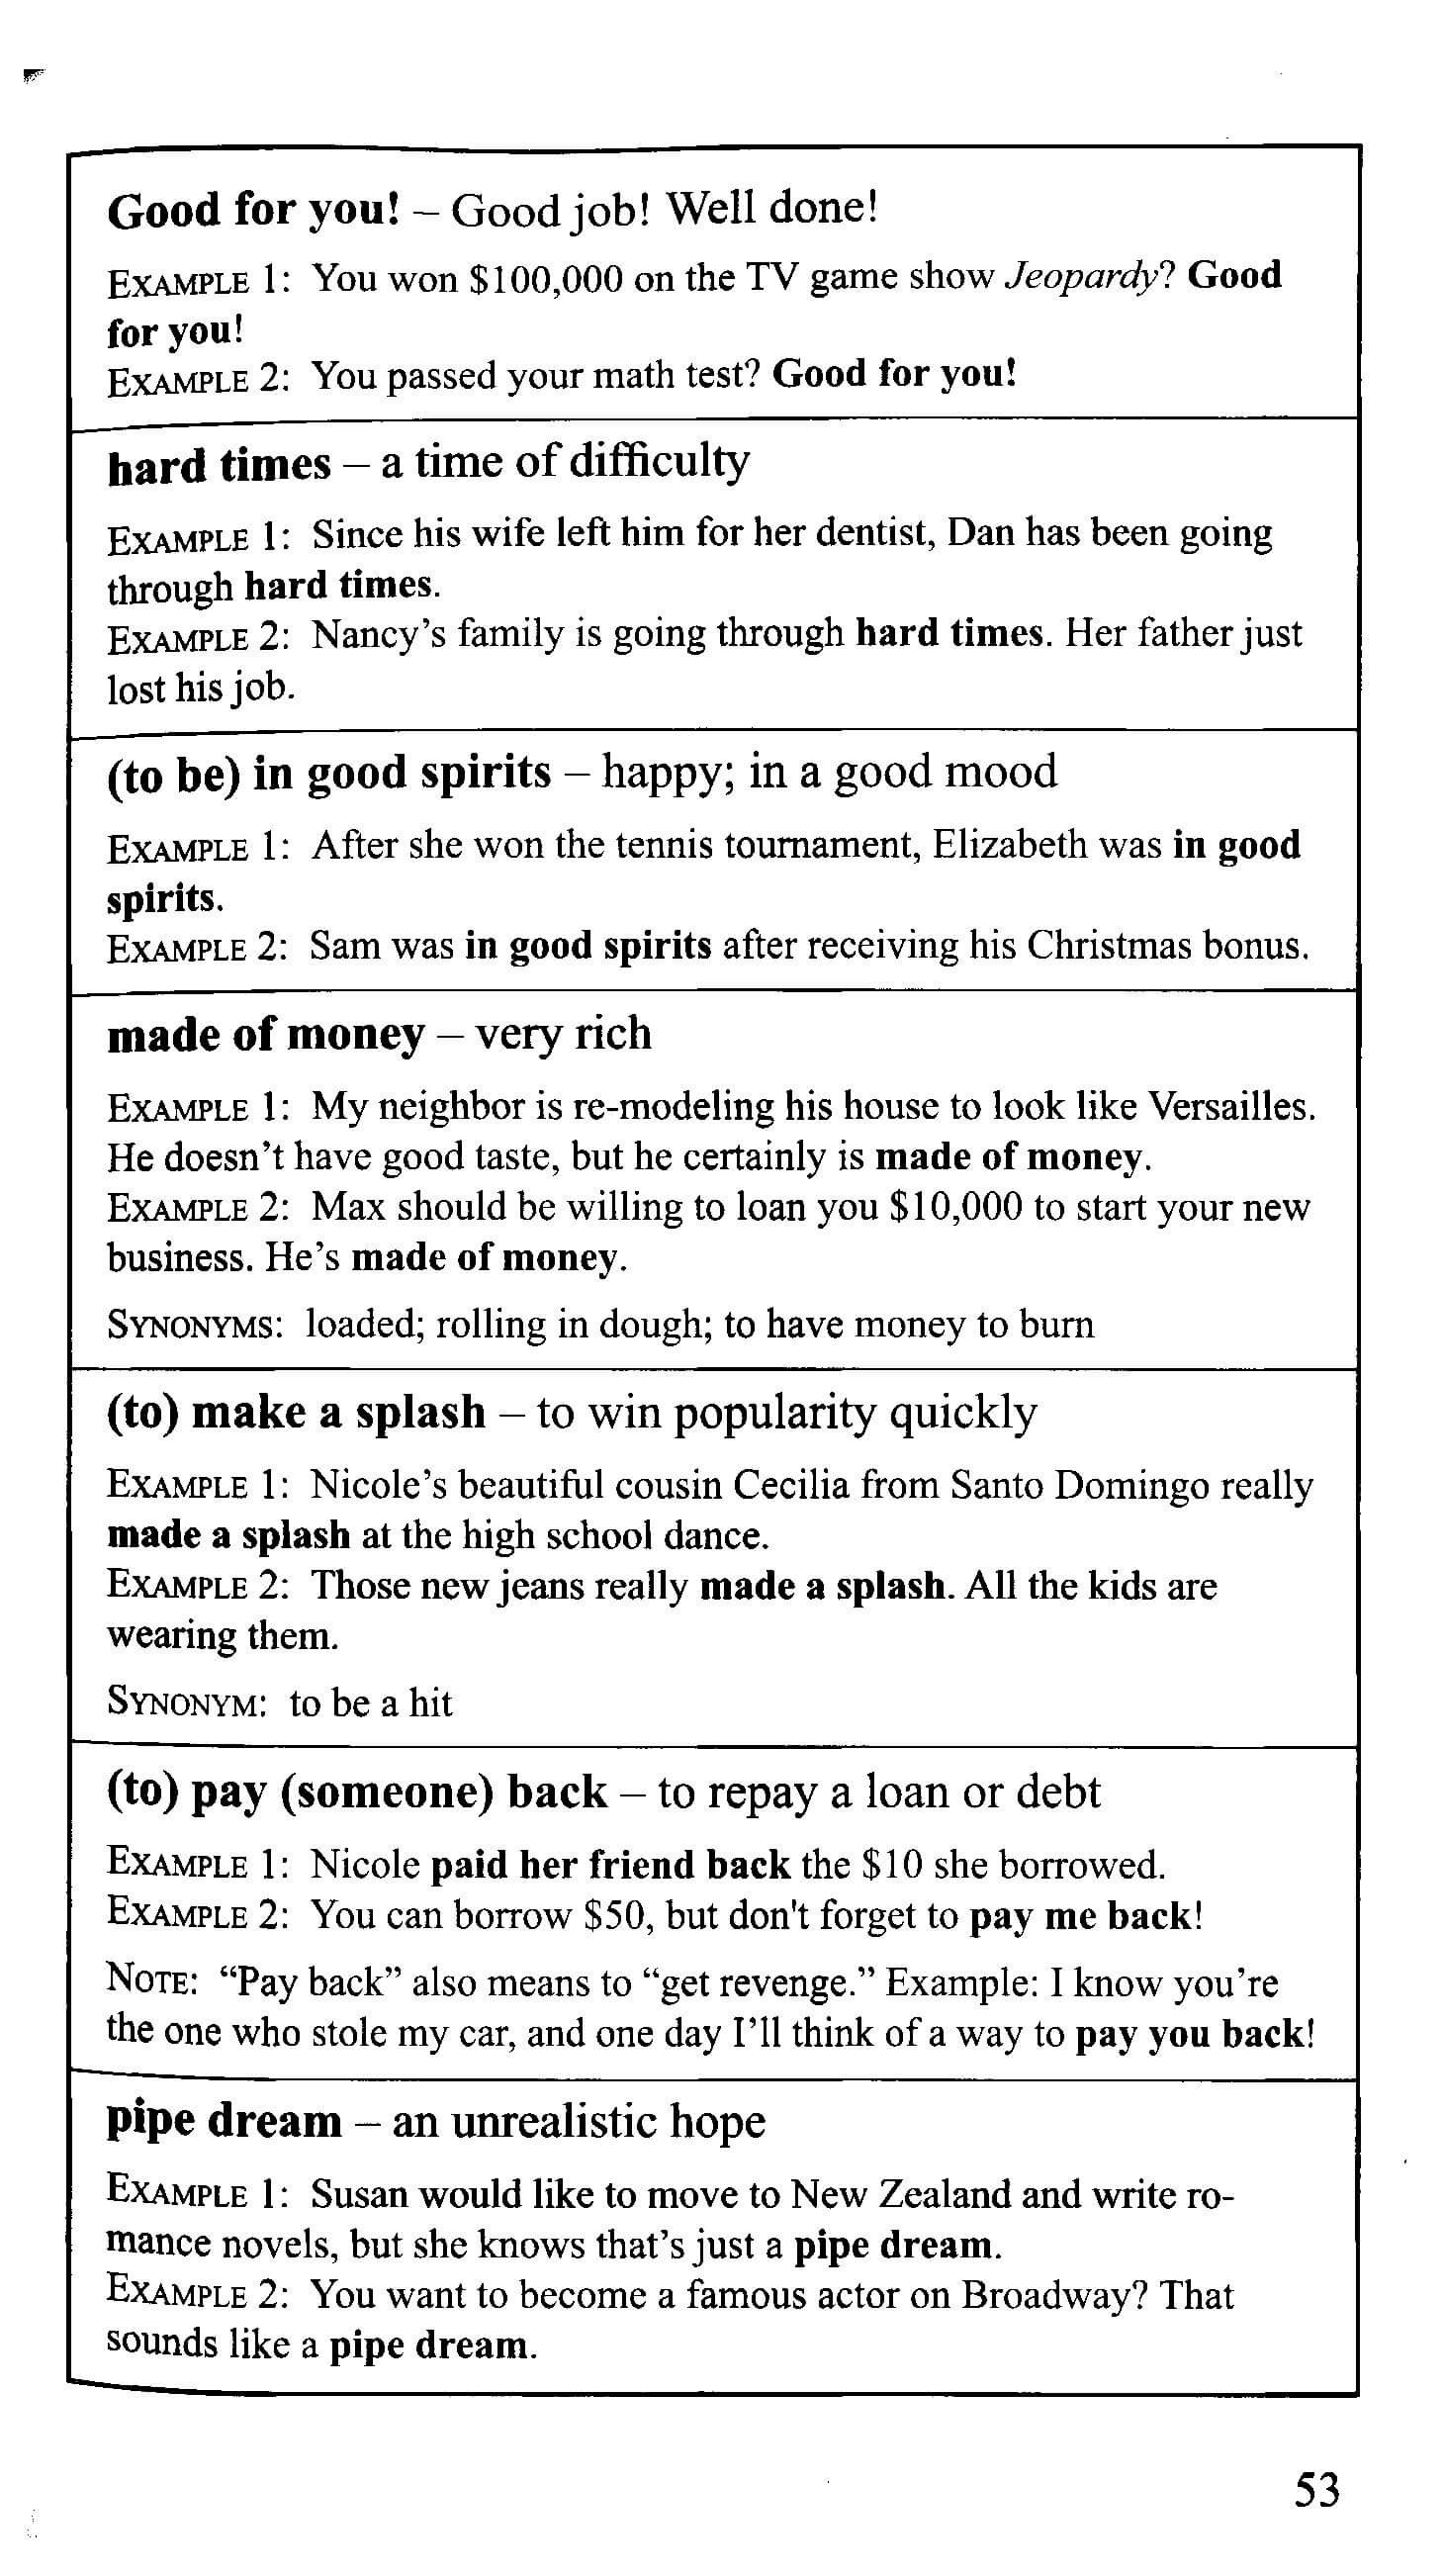 Good for you! – Good job! Well done!
EXAMPLE 1: You won $100,000 on the TV game show Jeopardy? Good
for you!
EXAMPLE 2: You passed your math test? Good for you!
hard times – a time of difficulty
EXAMPLE 1: Since his wife left him for her dentist, Dan has been going
through hard times.
EXAMPLE 2: Nancy’s family is going through hard times. Her father just
lost his job.
(to be) in good spirits – happy; in a good mood
EXAMPLE 1: After she won the tennis tournament, Elizabeth was in good
spirits.
EXAMPLE 2: Sam was in good spirits after receiving his Christmas bonus.
made of money – very rich
EXAMPLE 1: My neighbor is re-modeling his house to look like Versailles.
He doesn’t have good taste, but he certainly is made of money.
EXAMPLE 2: Max should be willing to loan you $10,000 to start your new
business. He’s made of money.
SYNONYMS: loaded; rolling in dough; to have money to burn
(to) make a splash – to win popularity quickly
EXAMPLE 1: Nicole’s beautiful cousin Cecilia from Santo Domingo really
made a splash at the high school dance.
EXAMPLE 2: Those new jeans really made a splash. All the kids are
wearing them.
SYNONYM: to be a hit
(to) pay (someone) back – to repay a loan or debt
EXAMPLE 1: Nicole paid her friend back the $10 she borrowed.
EXAMPLE 2: You can borrow $50, but don't forget to pay me back!
NOTE: “Pay back” also means to “get revenge.” Example: I know you’re
the one who stole my car, and one day I’ll think of a way to pay you back!
pipe dream – an unrealistic hope
EXAMPLE 1: Susan would like to move to New Zealand and write ro-
mance novels, but she knows that’s just a pipe dream.
EXAMPLE 2: You want to become a famous actor on Broadway? That
sounds like a pipe dream.
53